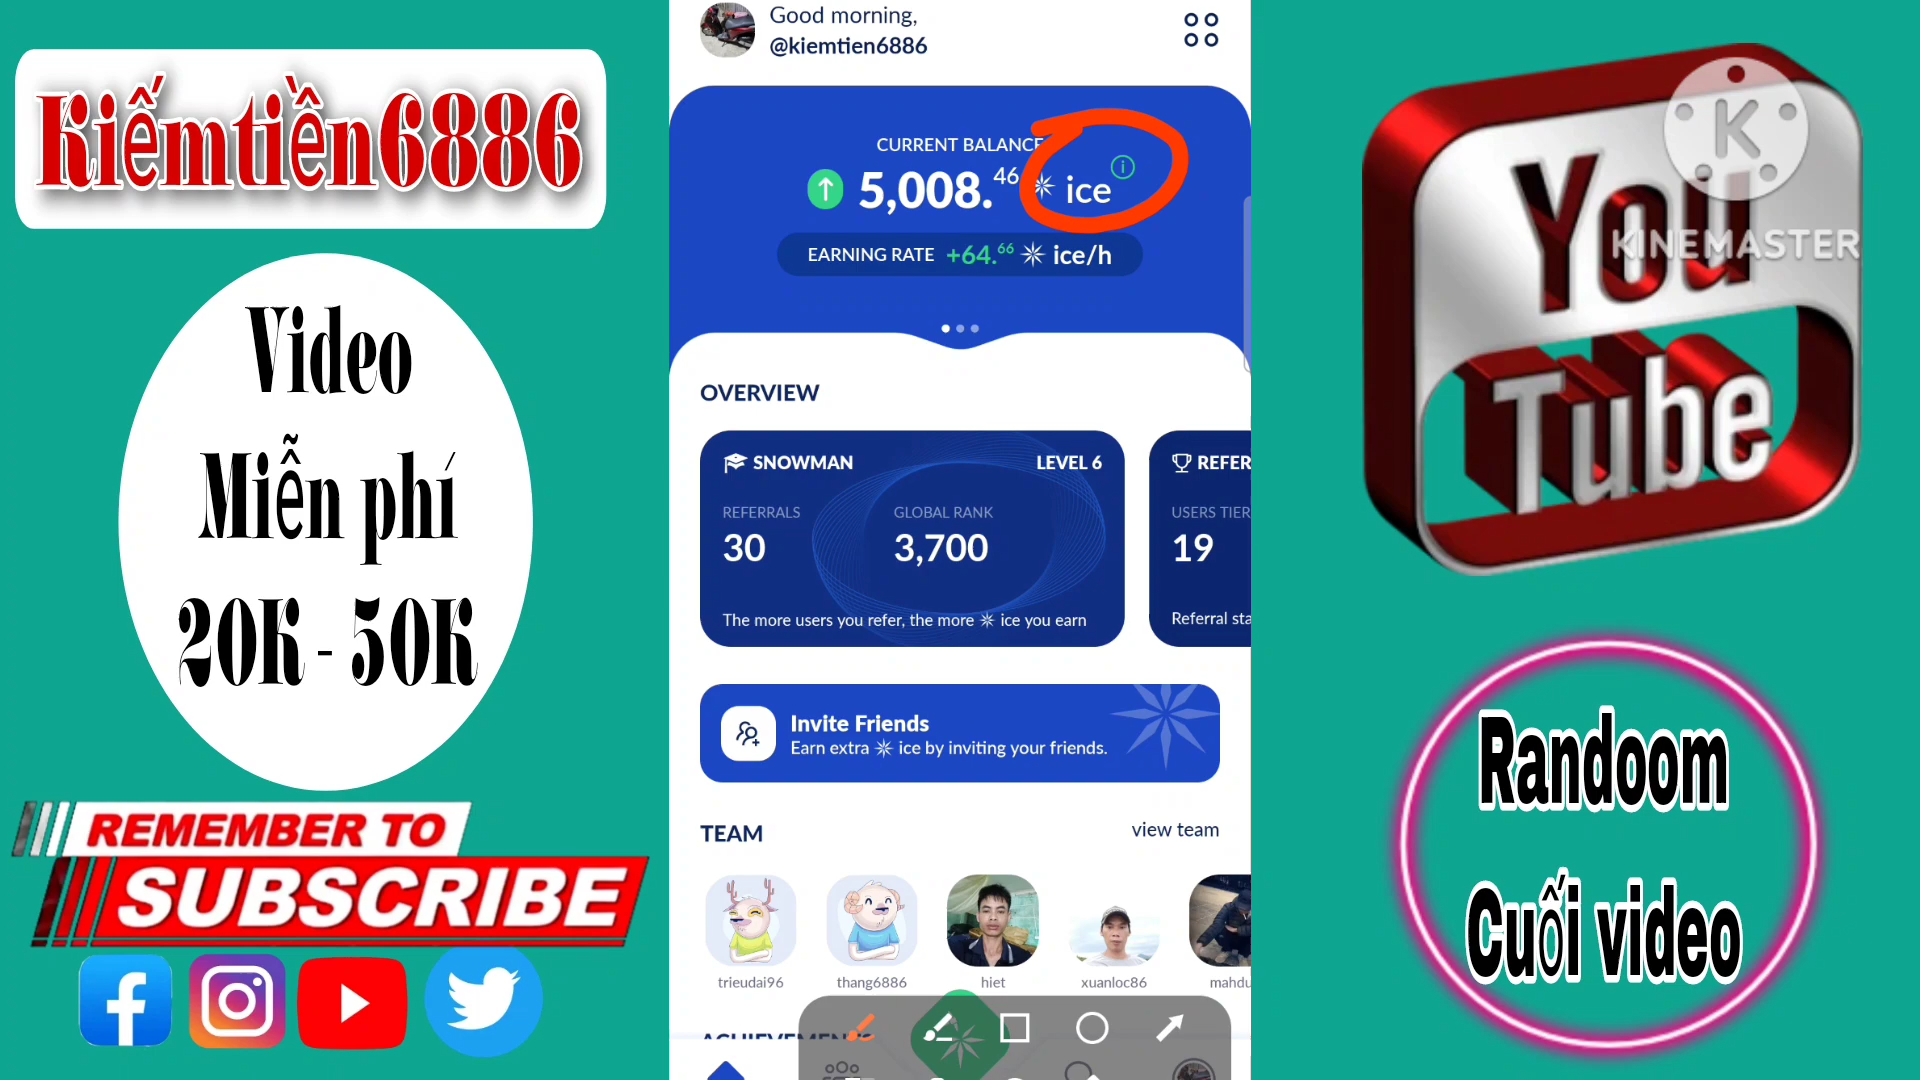 Kiếmtiền6886
Video
Miễn phí
20K - 50K
REMEMBER TO
SUBSCRIBE
Good morning,
@kiemtien6886
CURRENT BALANCE
5,008.46 ice
EARNING RATE +64.66 ice/h
OVERVIEW
SNOWMAN LEVEL 6
REFERRALS GLOBAL RANK
30 3,700
The more users you refer, the more ice you earn
REFER
USERS TIER
19
Referral sta
Invite Friends
Earn extra ice by inviting your friends.
TEAM view team
trieudai96 thang6886 hiet xuanloc86 mahdu
ACHIEVEMENTS
You
Tube
K
KINEMASTER
Randoom
Cuối video